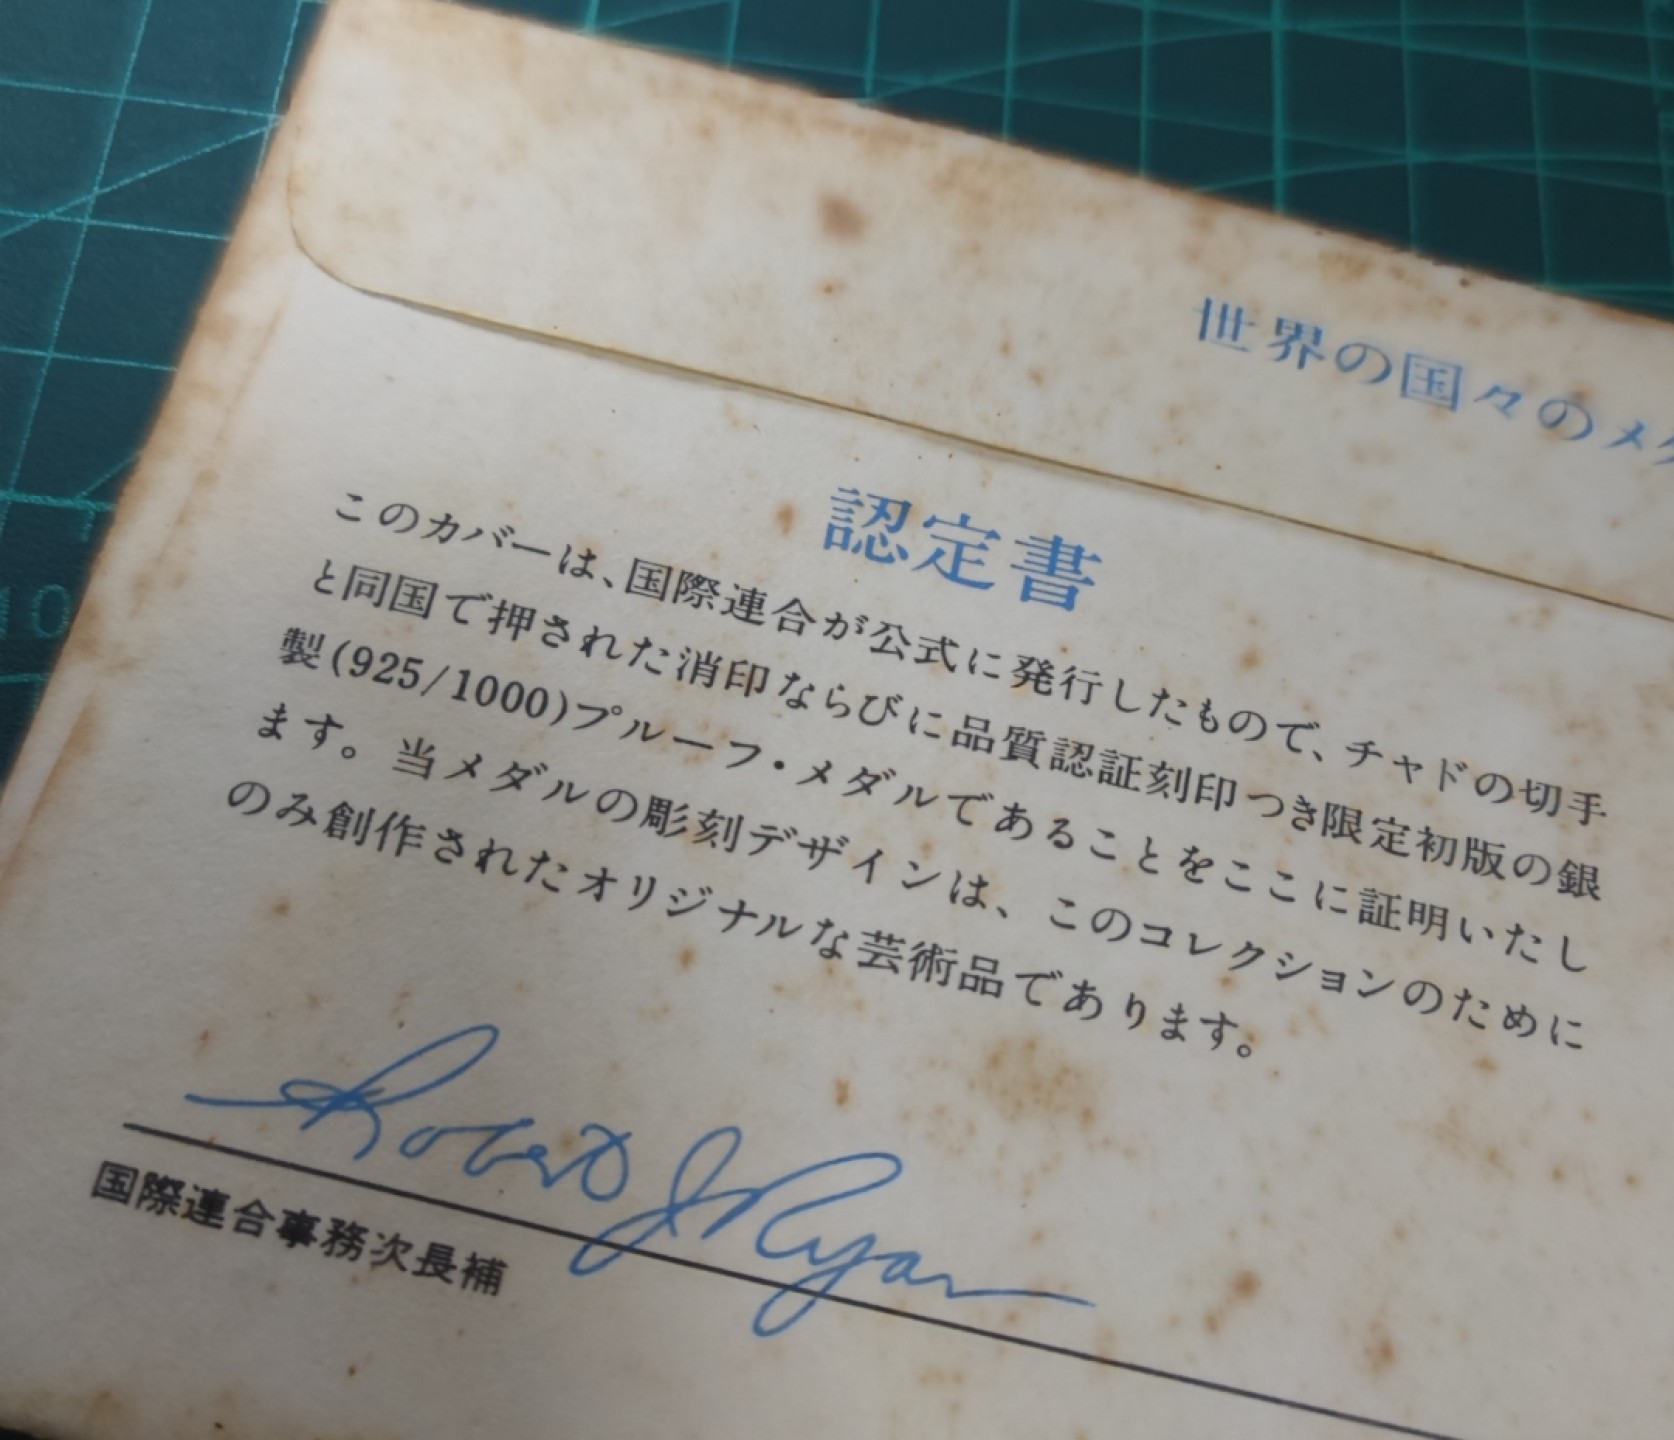 世界の国々のメダ
認定書
このカバーは、国際連合が公式に発行したもので、チャドの切手
と同国で押された消印ならびに品質認証刻印つき限定初版の銀
製(925/1000)プルーフ・メダルであることをここに証明いたし
ます。当メダルの彫刻デザインは、このコレクションのために
のみ創作されたオリジナルな芸術品であります。
Robert J Ryan
国際連合事務次長補
10